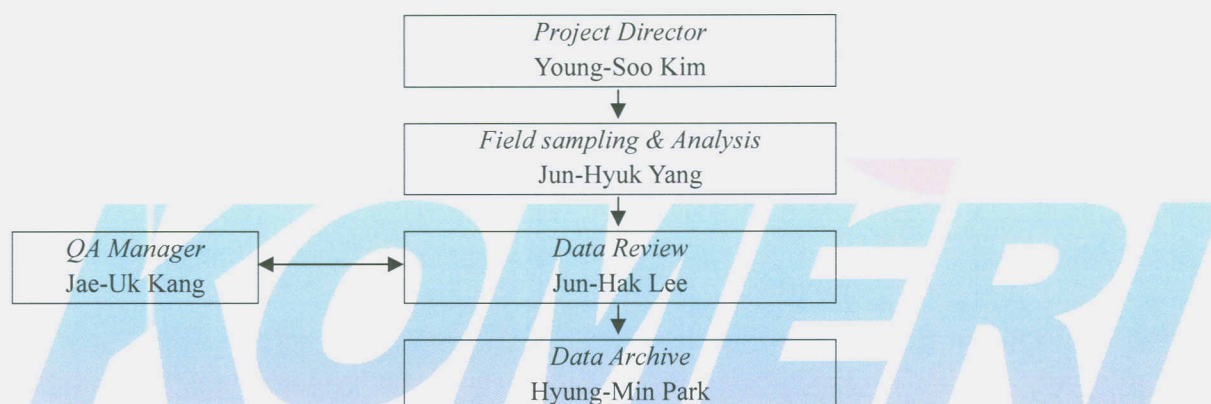 Project Director
Young-Soo Kim
Field sampling & Analysis
Jun-Hyuk Yang
QA Manager
Jae-Uk Kang
Data Review
Jun-Hak Lee
Data Archive
Hyung-Min Park
KOMERI